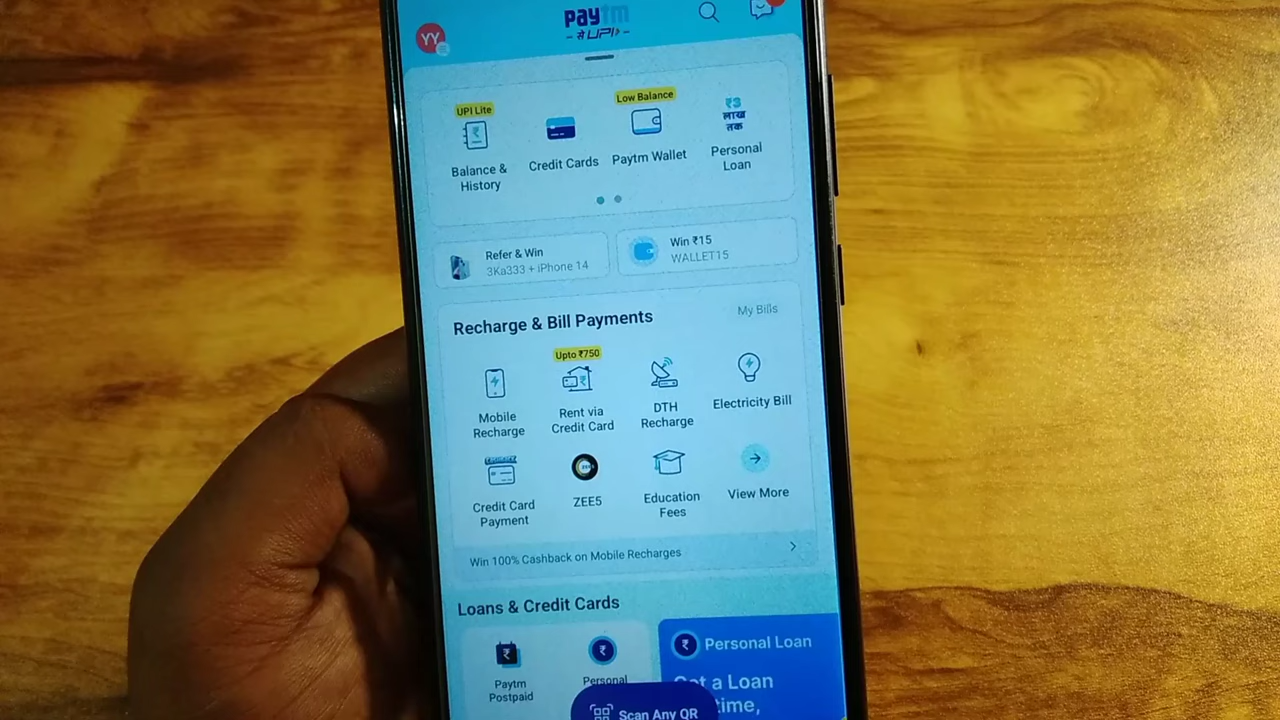 paytm
से UPI
YY
UPI Lite
Balance &
History
Credit Cards
Low Balance
Paytm Wallet
₹3
लाख
तक
Personal
Loan
Refer & Win
3Ka333 + iPhone 14
Win ₹15
WALLET15
Recharge & Bill Payments
My Bills
Mobile
Recharge
Upto ₹750
Rent via
Credit Card
DTH
Recharge
Electricity Bill
Credit Card
Payment
ZEE5
Education
Fees
View More
Win 100% Cashback on Mobile Recharges
Loans & Credit Cards
Paytm
Postpaid
Personal
Personal Loan
Get a Loan
time,
Scan Any QR